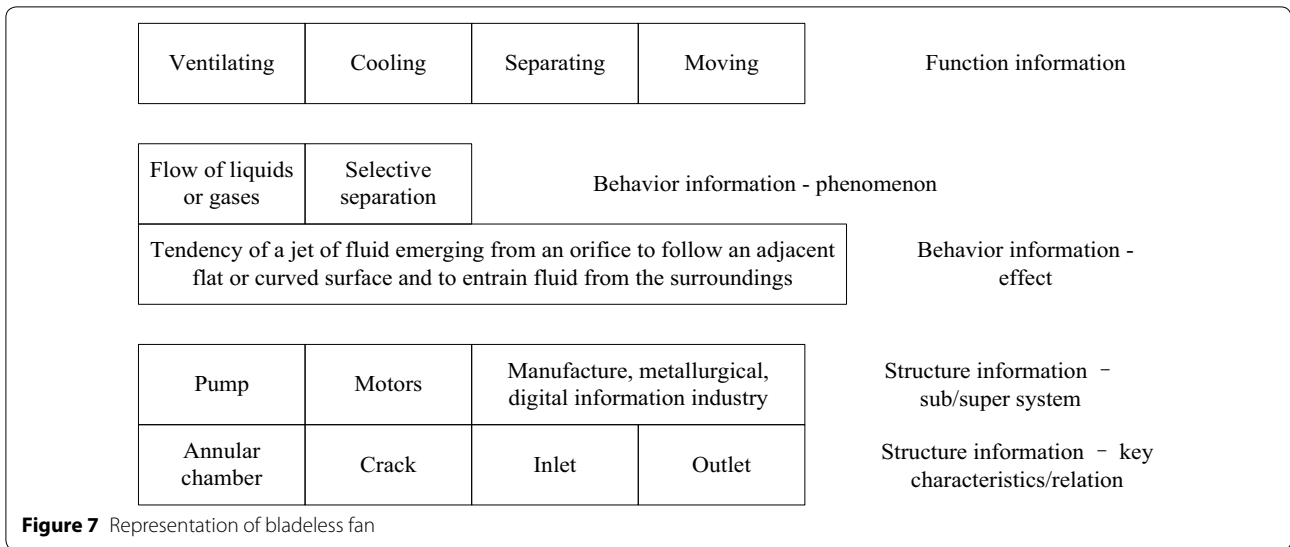 Ventilating Cooling Separating Moving Function information
Flow of liquids
or gases
Selective
separation
Behavior information - phenomenon
Tendency of a jet of fluid emerging from an orifice to follow an adjacent
flat or curved surface and to entrain fluid from the surroundings
Behavior information -
effect
Pump Motors
Manufacture, metallurgical,
digital information industry
Structure information –
sub/super system
Annular
chamber
Crack Inlet Outlet
Structure information – key
characteristics/relation
Figure 7 Representation of bladeless fan